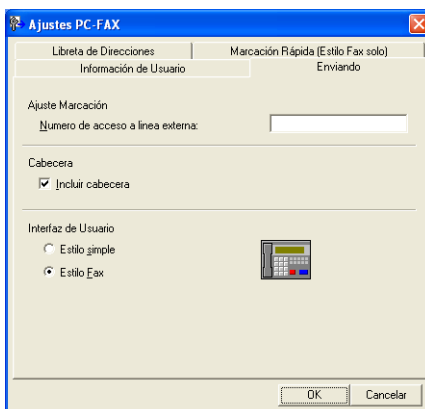 Ajustes PC-FAX
Libreta de Direcciones
Marcación Rápida (Estilo Fax solo)
Información de Usuario
Enviando
Ajuste Marcación
Numero de acceso a linea externa:
Cabecera
Incluir cabecera
Interfaz de Usuario
Estilo simple
Estilo Fax
OK
Cancelar